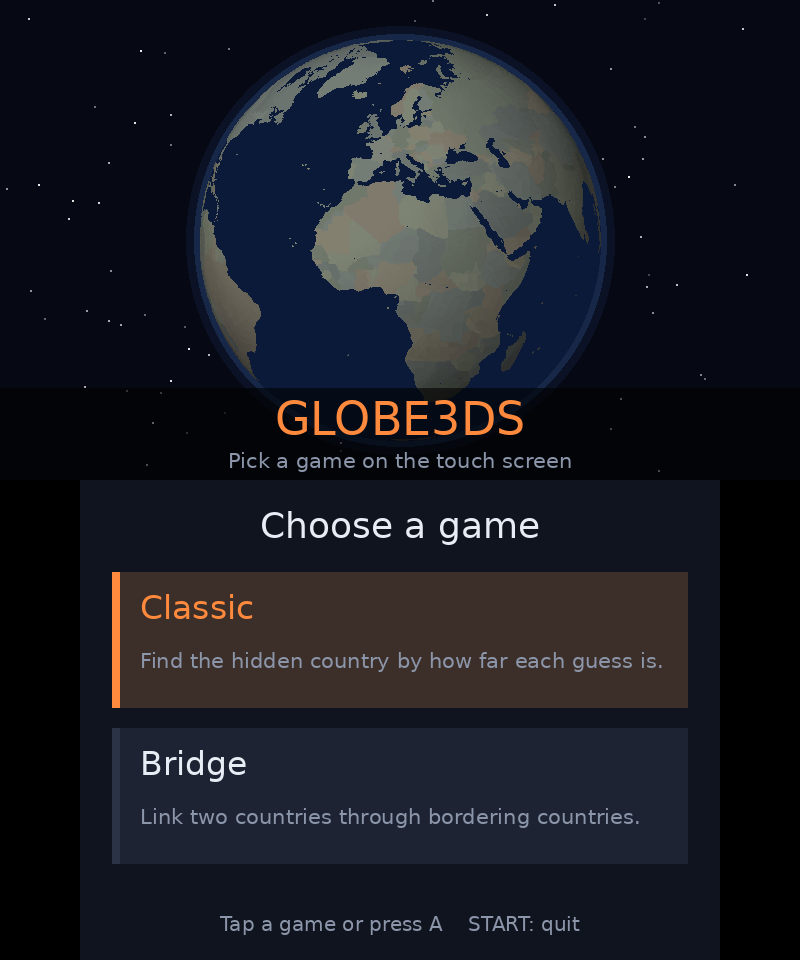 GLOBE3DS
Pick a game on the touch screen
Choose a game
Classic
Find the hidden country by how far each guess is.
Bridge
Link two countries through bordering countries.
Tap a game or press A    START: quit